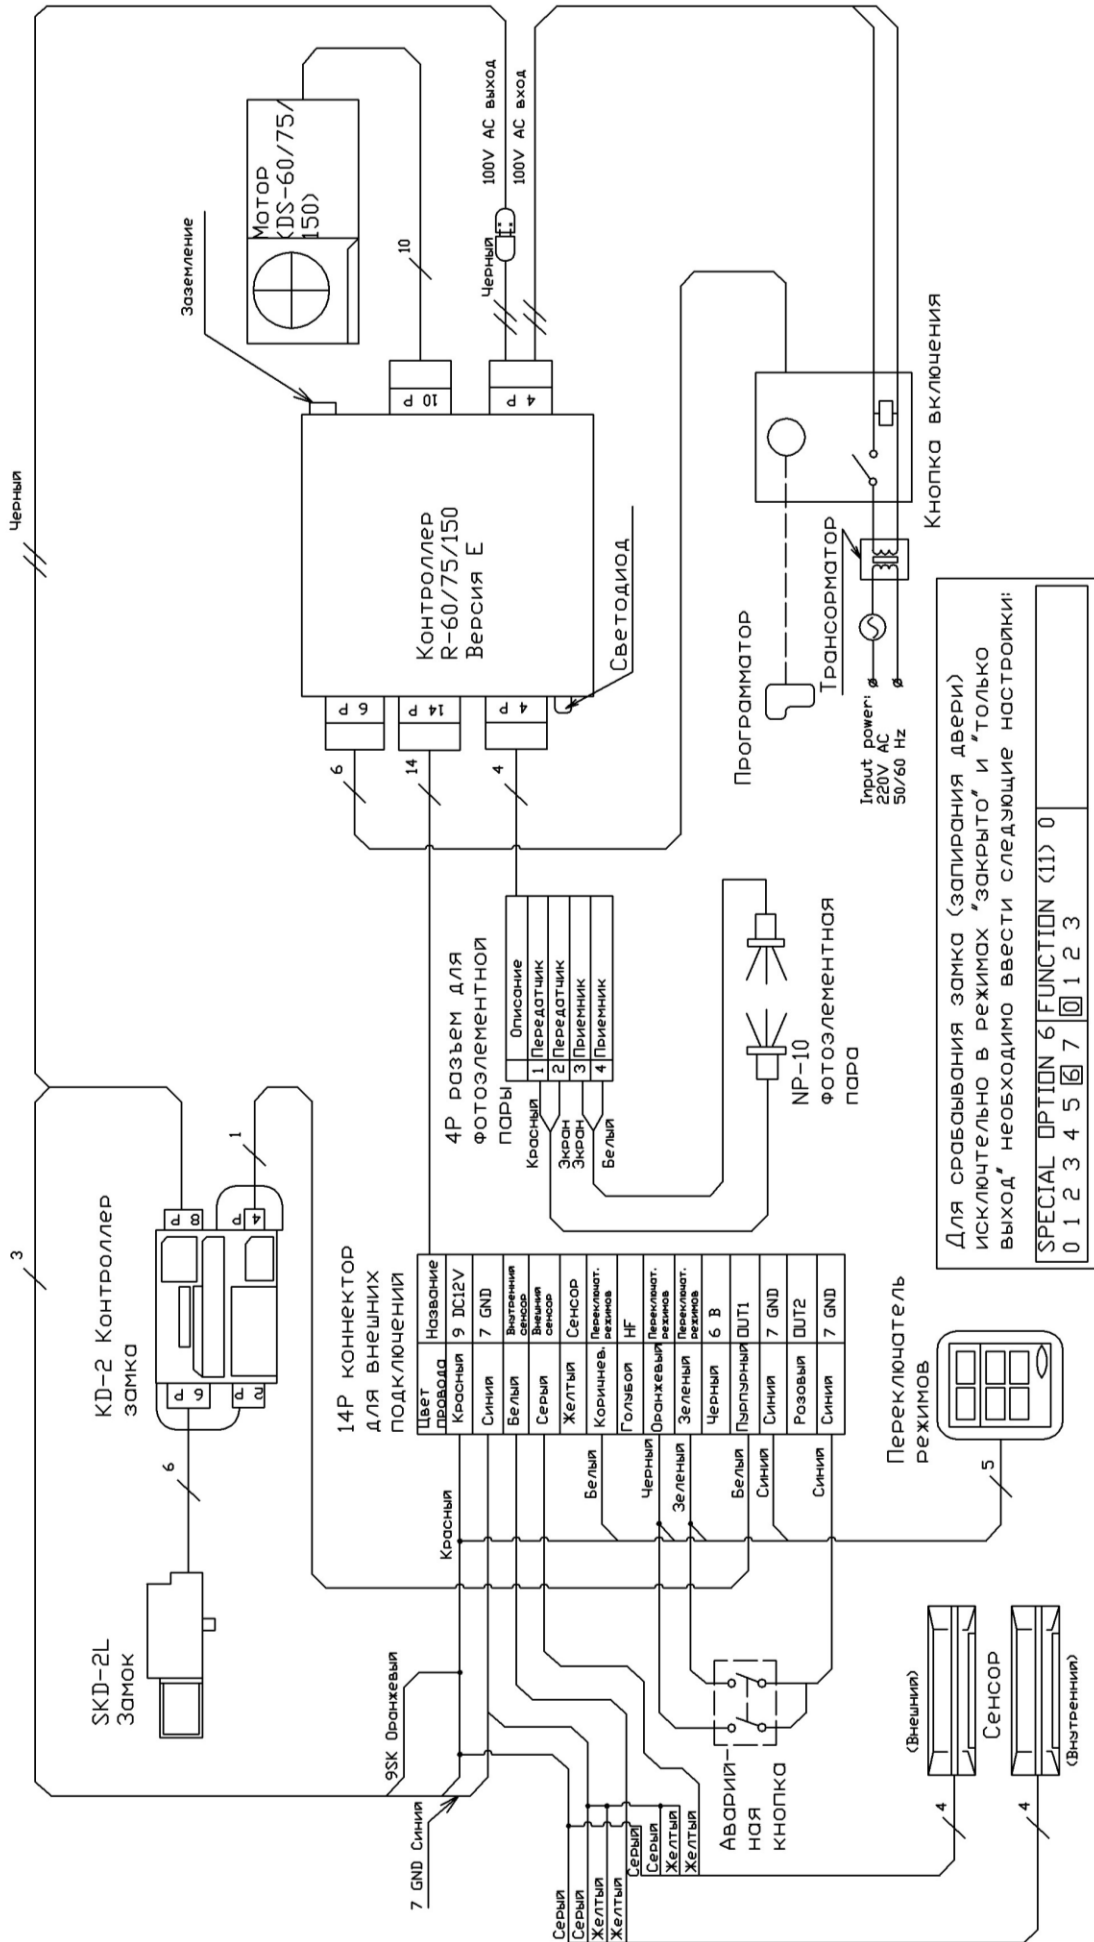 SKD-2L
Замок
6
KD-2 Контроллер
замка
6 P
2 P
8 P
4 P
1
3
Черный
Заземление
Мотор
(DS-60/75/
150)
10
10 P
4 P
Черный
100V AC выход
100V AC вход
Контроллер
R-60/75/150
Версия Е
6 P
14 P
4 P
6
14
4
Светодиод
9SK Оранжевый
7 GND Синий
14P коннектор
для внешних
подключений
Цвет провода Название
Красный 9 DC12V
Синий 7 GND
Белый Внутренний сенсор
Серый Внешний сенсор
Желтый Сенсор
Коричнев. Переключат. режимов
Голубой HF
Оранжевый Переключат. режимов
Зеленый Переключат. режимов
Черный 6 B
Пурпурный OUT1
Синий 7 GND
Розовый OUT2
Синий 7 GND
Красный
Белый
Черный
Зеленый
Белый
Синий
Синий
4P разъем для
фотоэлементной
пары
Описание
1 Передатчик
2 Передатчик
3 Приемник
4 Приемник
Красный
Экран
Экран
Белый
NP-10
фотоэлементная
пара
Программатор
Трансорматор
Input power:
220V AC
50/60 Hz
Кнопка включения
Серый
Серый
Желтый
Желтый
Серый
Серый
Желтый
Желтый
Аварий-
ная
кнопка
Переключатель
режимов
5
(Внешний)
Сенсор
(Внутренний)
4
4
Для срабаывания замка (запирания двери)
исключтельно в режимах "закрыто" и "только
выход" необходимо ввести следующие настройки:
SPECIAL OPTION 6 FUNCTION (11) 0
0 1 2 3 4 5 6 7 0 1 2 3